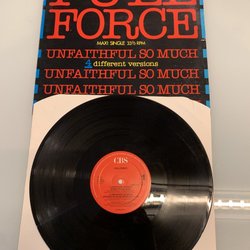 FULL
FORCE
MAXI SINGLE 33⅓ RPM
UNFAITHFUL SO MUCH
4 different versions
UNFAITHFUL SO MUCH
UNFAITHFUL SO MUCH
CBS